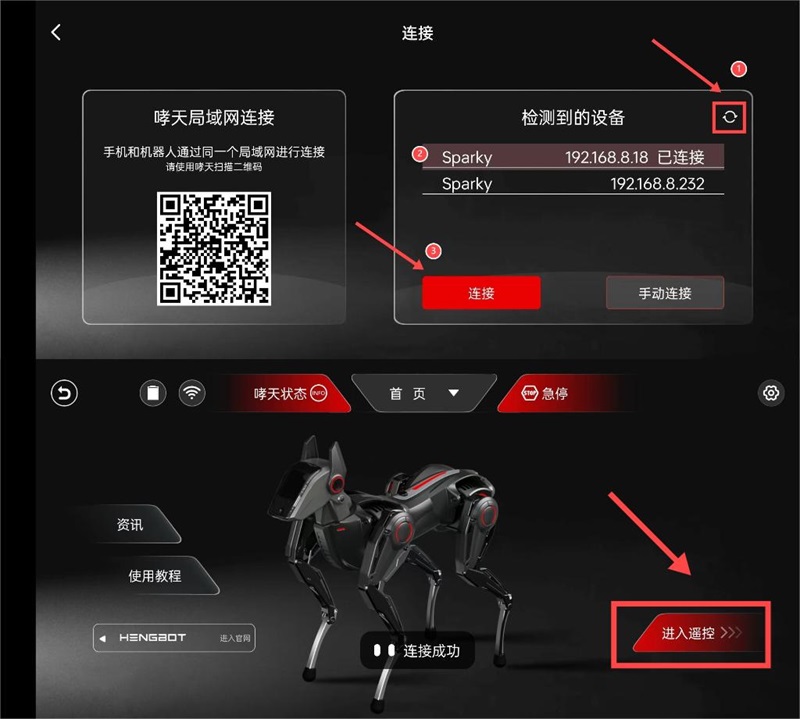 连接
哮天局域网连接
手机和机器人通过同一个局域网进行连接
请使用哮天扫描二维码
1
检测到的设备
2
Sparky 192.168.8.18 已连接
Sparky 192.168.8.232
3
连接
手动连接
哮天状态 INFO
首 页
STOP 急停
资讯
使用教程
HENGBOT 进入官网
进入遥控
连接成功